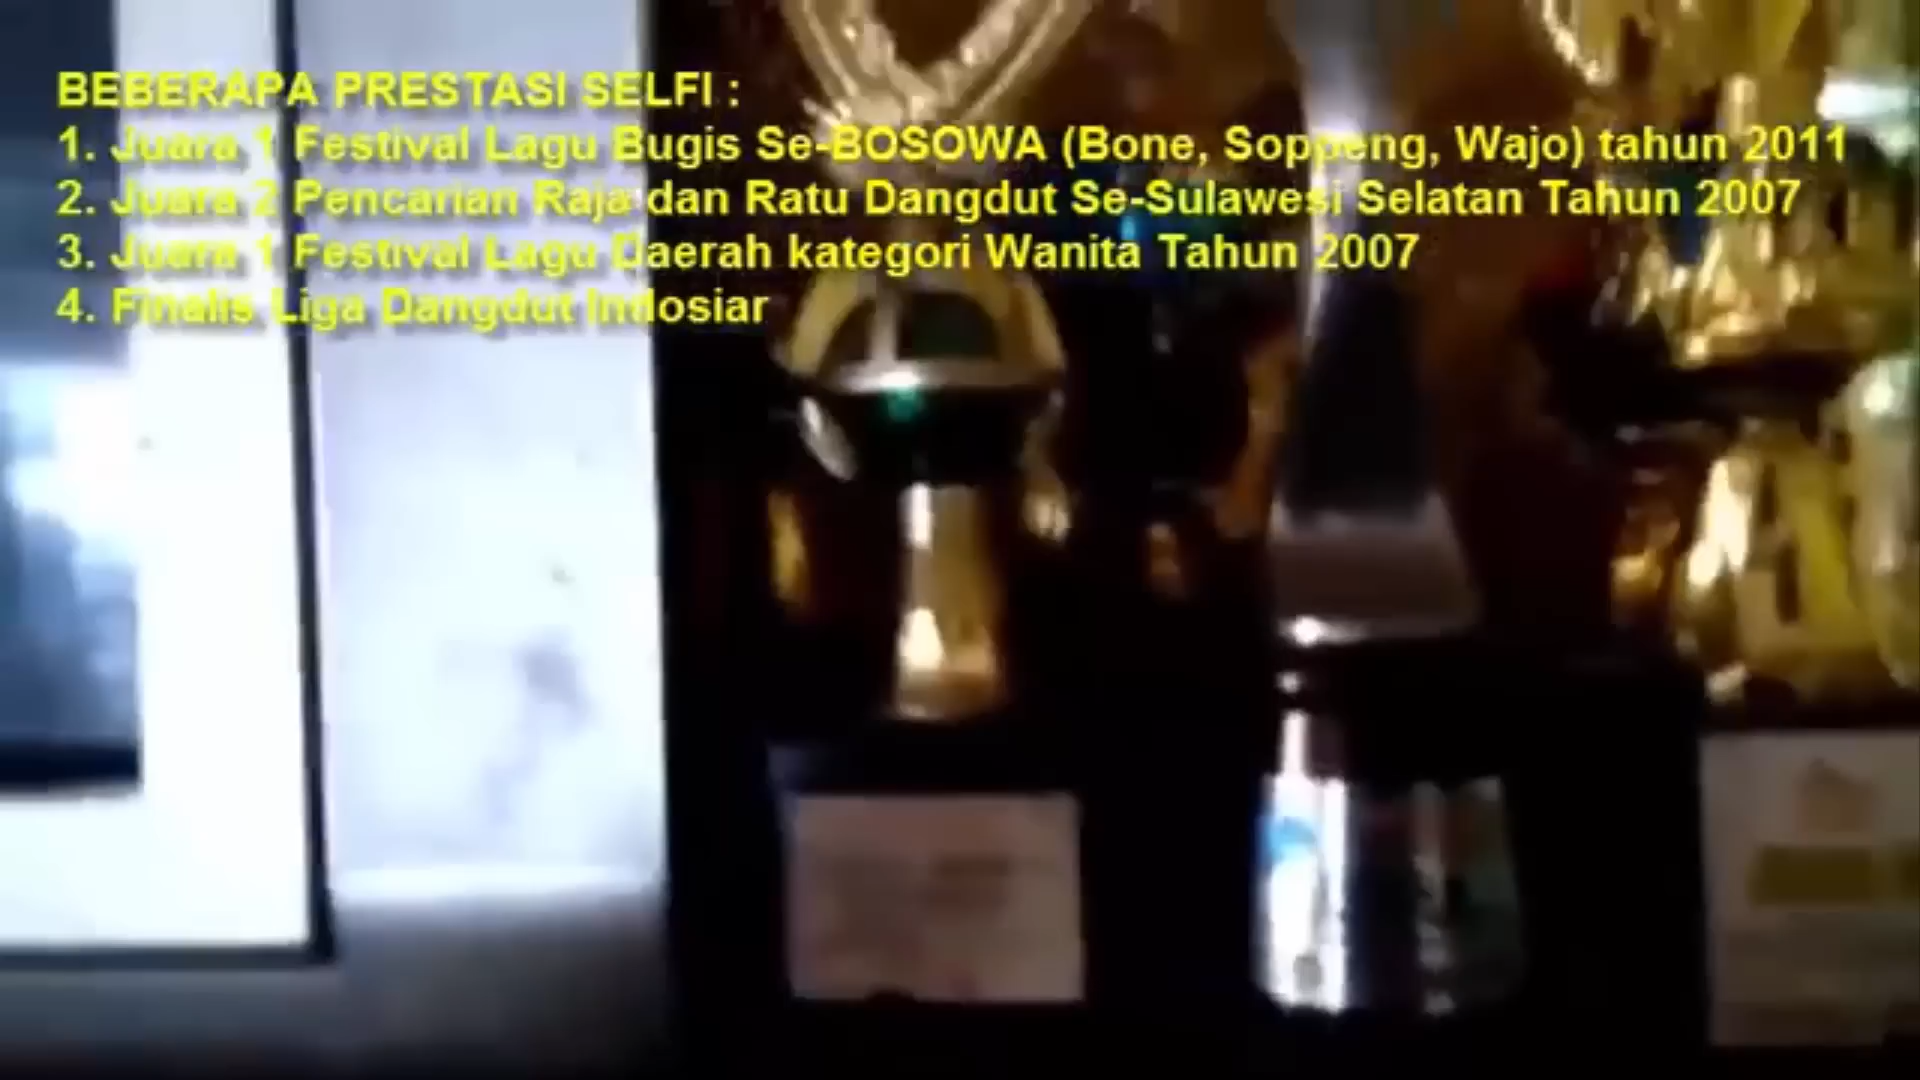 BEBERAPA PRESTASI SELFI :
1. Juara 1 Festival Lagu Bugis Se-BOSOWA (Bone, Soppeng, Wajo) tahun 2011
2. Juara 2 Pencarian Raja dan Ratu Dangdut Se-Sulawesi Selatan Tahun 2007
3. Juara 1 Festival Lagu Daerah kategori Wanita Tahun 2007
4. Finalis Liga Dangdut Indosiar